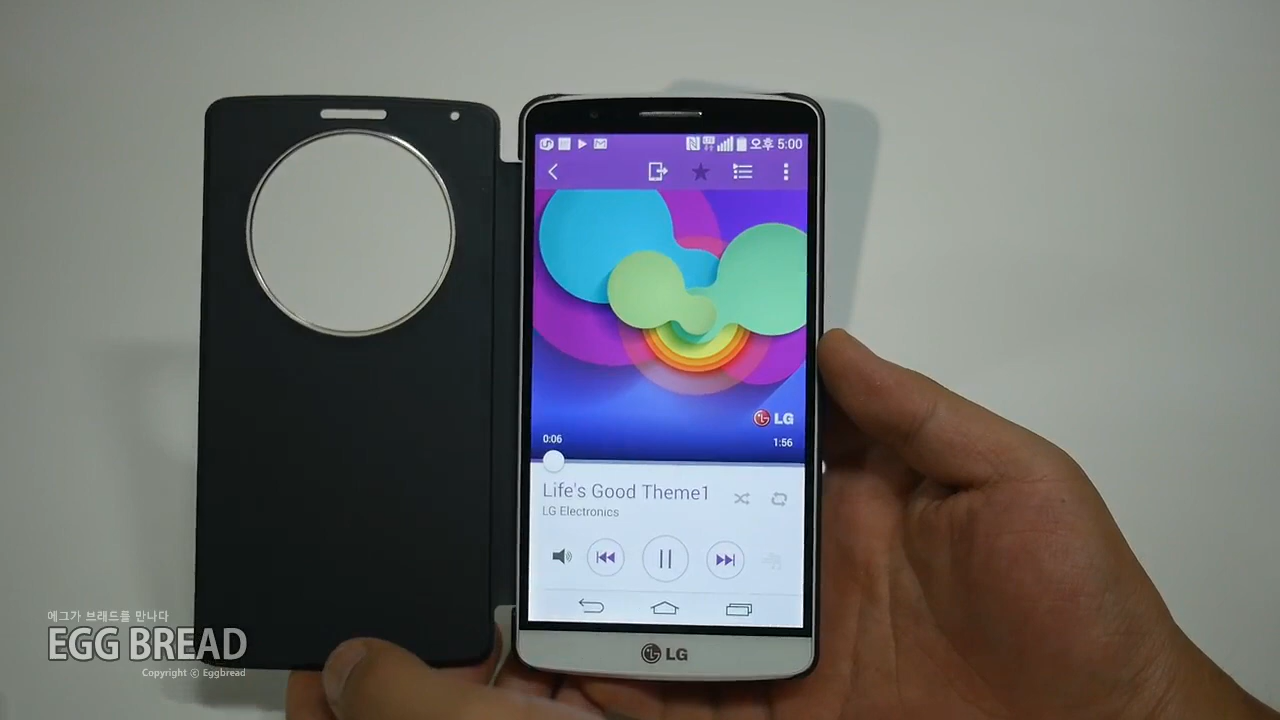 오후 5:00
LG
0:06
1:56
Life's Good Theme1
LG Electronics
LG
에그가 브래드를 만나다
EGG BREAD
Copyright ⓒ Eggbread